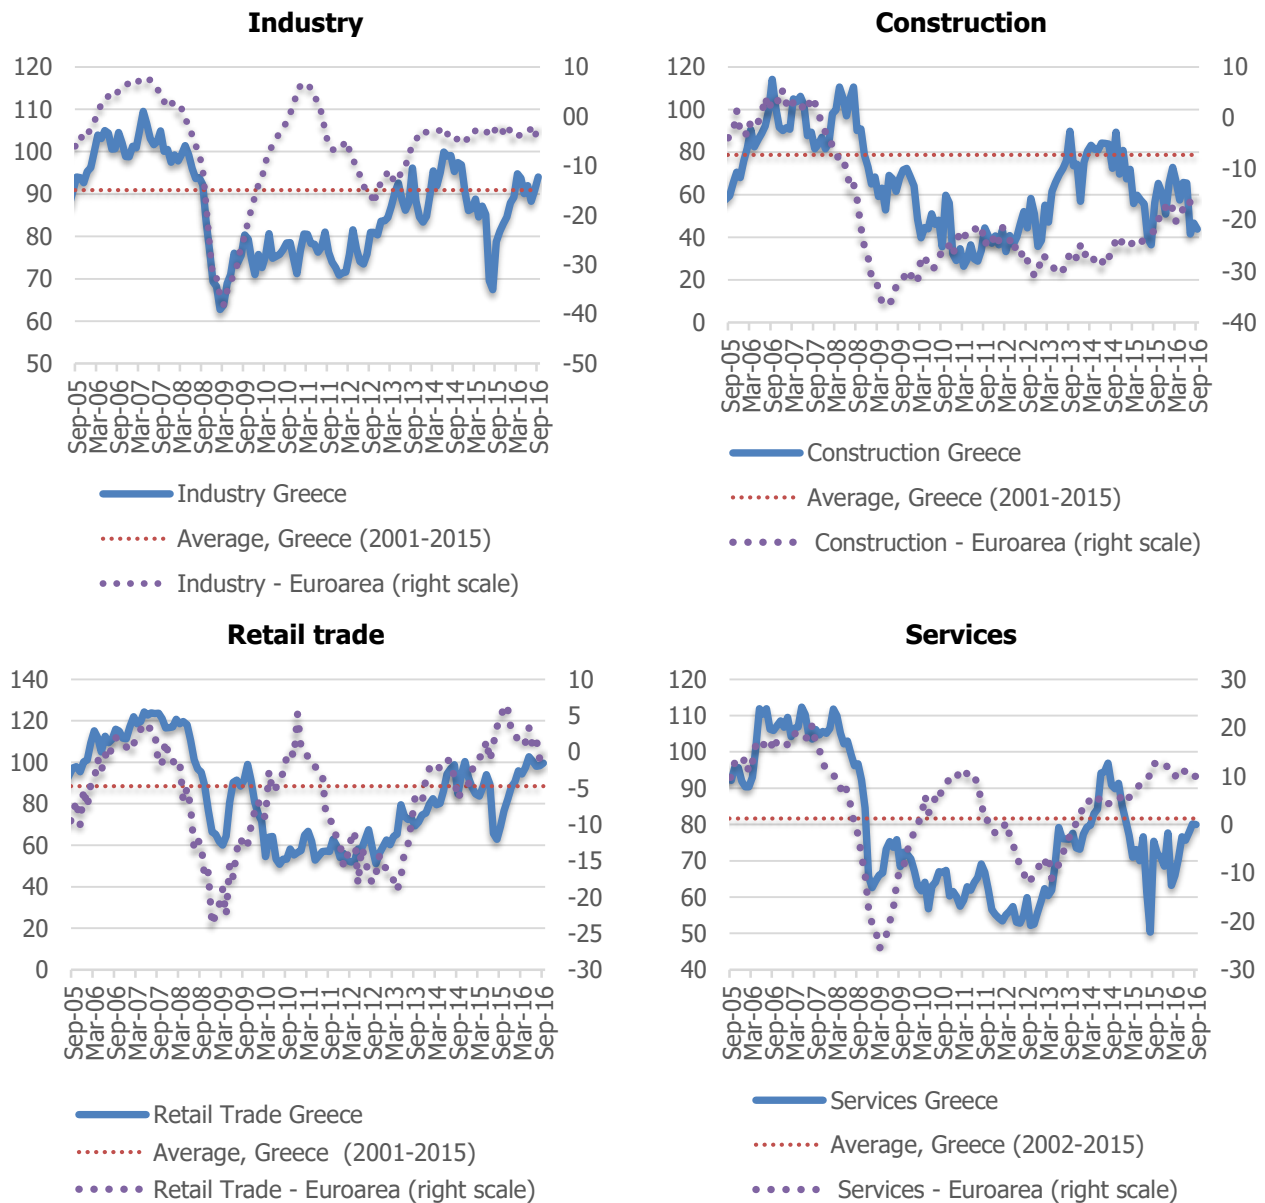 Industry
120
110
100
90
80
70
60
50
10
00
-10
-20
-30
-40
-50
Sep-05
Mar-06
Sep-06
Mar-07
Sep-07
Mar-08
Sep-08
Mar-09
Sep-09
Mar-10
Sep-10
Mar-11
Sep-11
Mar-12
Sep-12
Mar-13
Sep-13
Mar-14
Sep-14
Mar-15
Sep-15
Mar-16
Sep-16
Industry Greece
Average, Greece (2001-2015)
Industry - Euroarea (right scale)
Construction
120
100
80
60
40
20
0
10
0
-10
-20
-30
-40
Sep-05
Mar-06
Sep-06
Mar-07
Sep-07
Mar-08
Sep-08
Mar-09
Sep-09
Mar-10
Sep-10
Mar-11
Sep-11
Mar-12
Sep-12
Mar-13
Sep-13
Mar-14
Sep-14
Mar-15
Sep-15
Mar-16
Sep-16
Construction Greece
Average, Greece (2001-2015)
Construction - Euroarea (right scale)
Retail trade
140
120
100
80
60
40
20
0
10
5
0
-5
-10
-15
-20
-25
-30
Sep-05
Mar-06
Sep-06
Mar-07
Sep-07
Mar-08
Sep-08
Mar-09
Sep-09
Mar-10
Sep-10
Mar-11
Sep-11
Mar-12
Sep-12
Mar-13
Sep-13
Mar-14
Sep-14
Mar-15
Sep-15
Mar-16
Sep-16
Retail Trade Greece
Average, Greece (2001-2015)
Retail Trade - Euroarea (right scale)
Services
120
110
100
90
80
70
60
50
40
30
20
10
0
-10
-20
-30
Sep-05
Mar-06
Sep-06
Mar-07
Sep-07
Mar-08
Sep-08
Mar-09
Sep-09
Mar-10
Sep-10
Mar-11
Sep-11
Mar-12
Sep-12
Mar-13
Sep-13
Mar-14
Sep-14
Mar-15
Sep-15
Mar-16
Sep-16
Services Greece
Average, Greece (2002-2015)
Services - Euroarea (right scale)